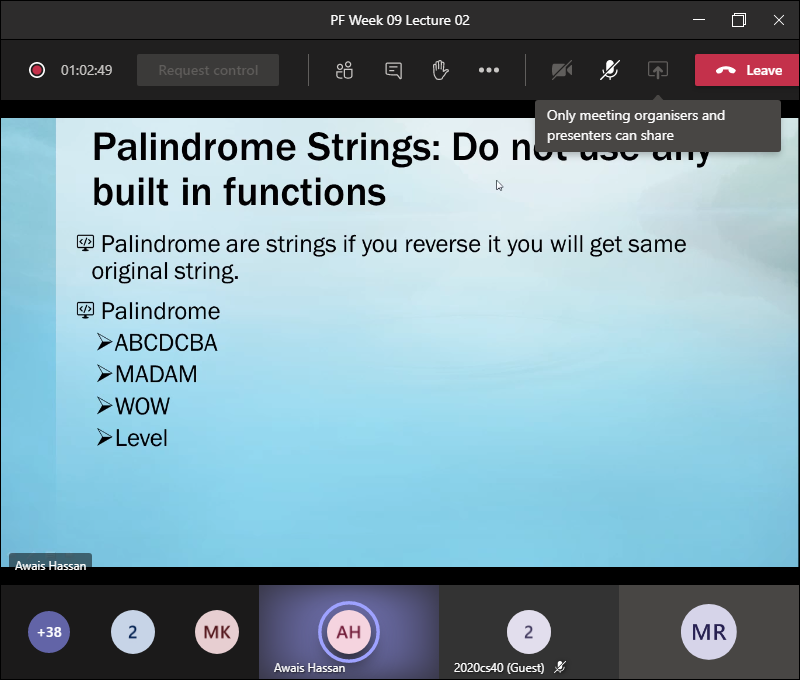 PF Week 09 Lecture 02
01:02:49
Request control
Leave
Only meeting organisers and
presenters can share
Palindrome Strings: Do not use any
built in functions
Palindrome are strings if you reverse it you will get same
original string.
Palindrome
ABCDCBA
MADAM
WOW
Level
Awais Hassan
+38
2
MK
AH
2
MR
Awais Hassan
2020cs40 (Guest)